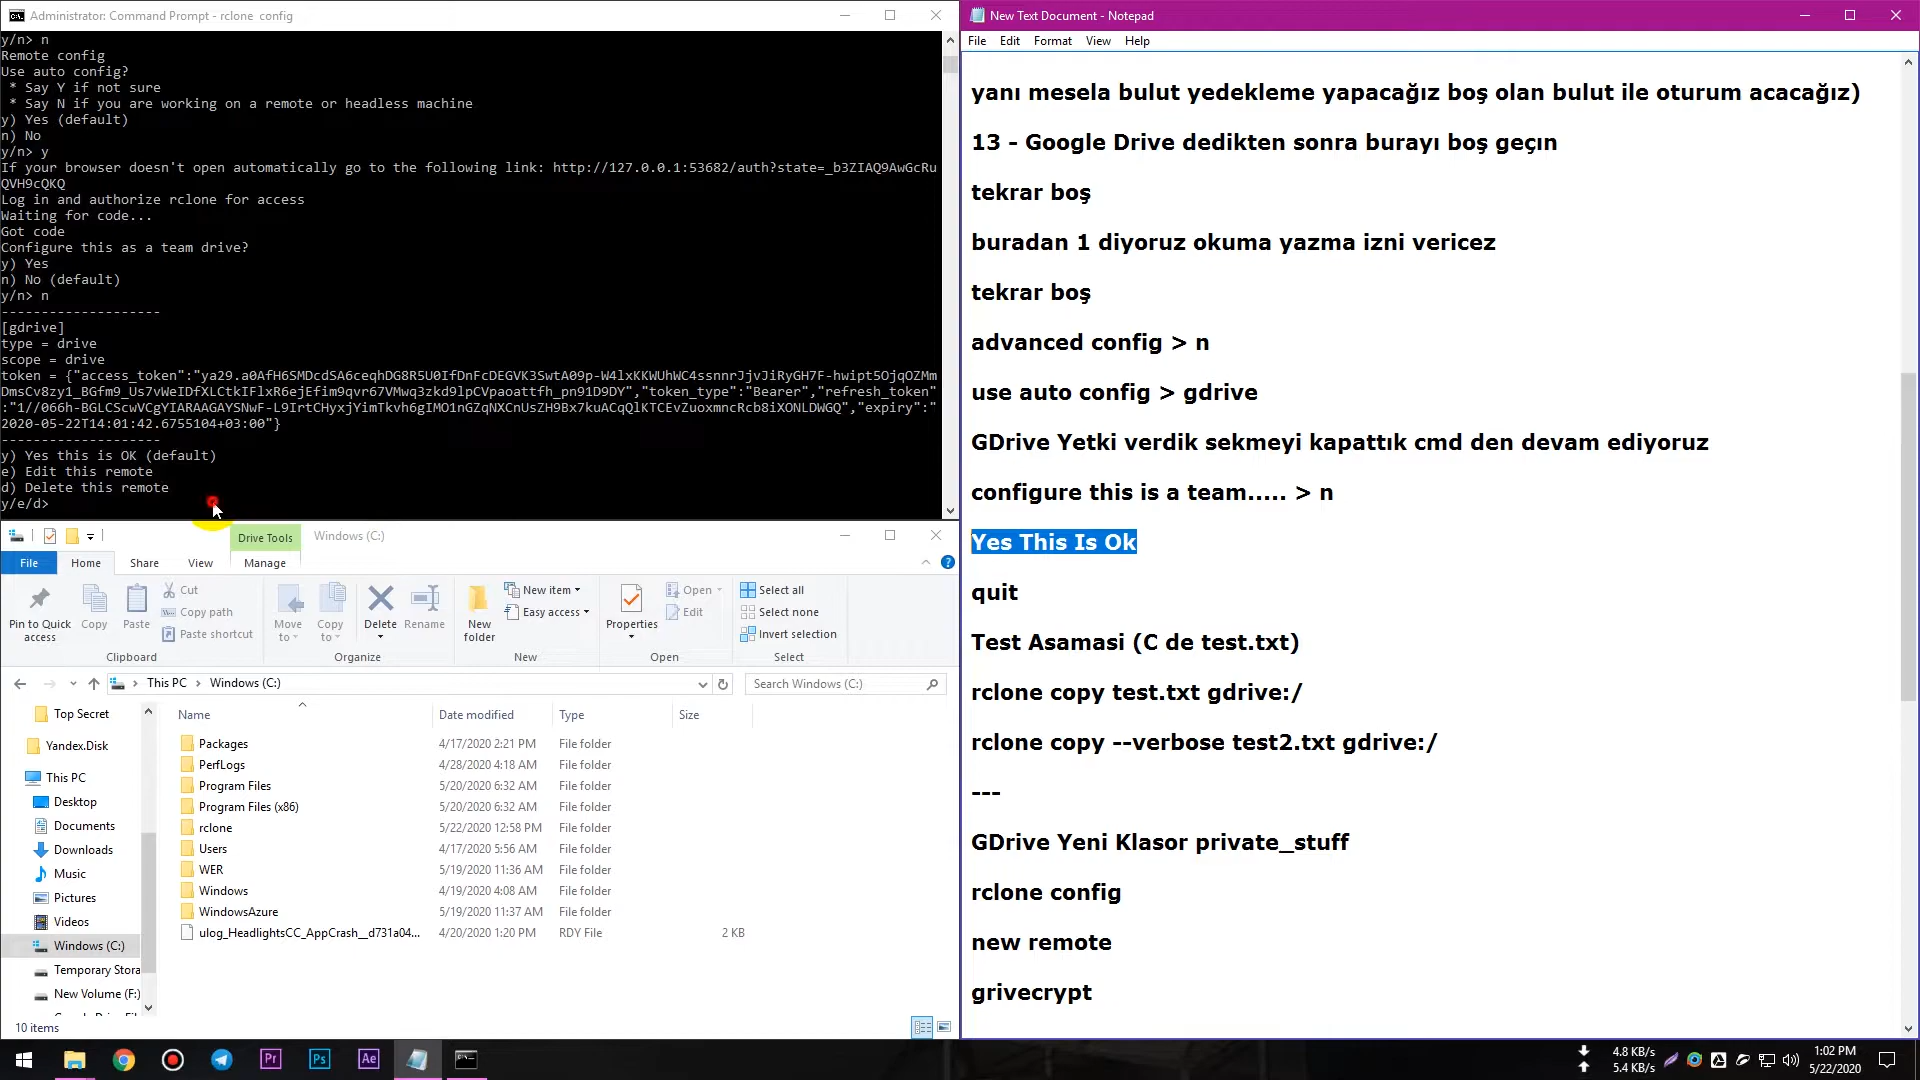 Administrator: Command Prompt - rclone  config
y/n> n
Remote config
Use auto config?
* Say Y if not sure
* Say N if you are working on a remote or headless machine
y) Yes (default)
n) No
y/n> y
If your browser doesn't open automatically go to the following link: http://127.0.0.1:53682/auth?state=_b3ZIAQ9AwGcRu
QVH9cQKQ
Log in and authorize rclone for access
Waiting for code...
Got code
Configure this as a team drive?
y) Yes
n) No (default)
y/n> n
--------------------
[gdrive]
type = drive
scope = drive
"2020-05-22T14:01:42.6755104+03:00"}
--------------------
y) Yes this is OK (default)
e) Edit this remote
d) Delete this remote
y/e/d>
Drive Tools
Windows (C:)
File
Home
Share
View
Manage
Pin to Quick access
Copy
Paste
Cut
Copy path
Paste shortcut
Clipboard
Move to
Copy to
Delete
Rename
Organize
New folder
New item
Easy access
New
Properties
Open
Edit
Open
Select all
Select none
Invert selection
Select
This PC
Windows (C:)
Search Windows (C:)
Name
Date modified
Type
Size
Top Secret
Yandex.Disk
This PC
Desktop
Documents
Downloads
Music
Pictures
Videos
Windows (C:)
Temporary Stora
New Volume (F:)
Packages 4/17/2020 2:21 PM File folder
PerfLogs 4/28/2020 4:18 AM File folder
Program Files 5/20/2020 6:32 AM File folder
Program Files (x86) 5/20/2020 6:32 AM File folder
rclone 5/22/2020 12:58 PM File folder
Users 4/17/2020 5:56 AM File folder
WER 5/19/2020 11:36 AM File folder
Windows 4/19/2020 4:08 AM File folder
WindowsAzure 5/19/2020 11:37 AM File folder
ulog_HeadlightsCC_AppCrash__d731a04... 4/20/2020 1:20 PM RDY File 2 KB
10 items
New Text Document - Notepad
File Edit Format View Help
yanı mesela bulut yedekleme yapacağız boş olan bulut ile oturum acacağız)
13 - Google Drive dedikten sonra burayı boş geçın
tekrar boş
buradan 1 diyoruz okuma yazma izni vericez
tekrar boş
advanced config > n
use auto config > gdrive
GDrive Yetki verdik sekmeyi kapattık cmd den devam ediyoruz
configure this is a team..... > n
Yes This Is Ok
quit
Test Asamasi (C de test.txt)
rclone copy test.txt gdrive:/
rclone copy --verbose test2.txt gdrive:/
---
GDrive Yeni Klasor private_stuff
rclone config
new remote
grivecrypt
Pr
Ps
Ae
4.8 KB/s
5.4 KB/s
1:02 PM
5/22/2020